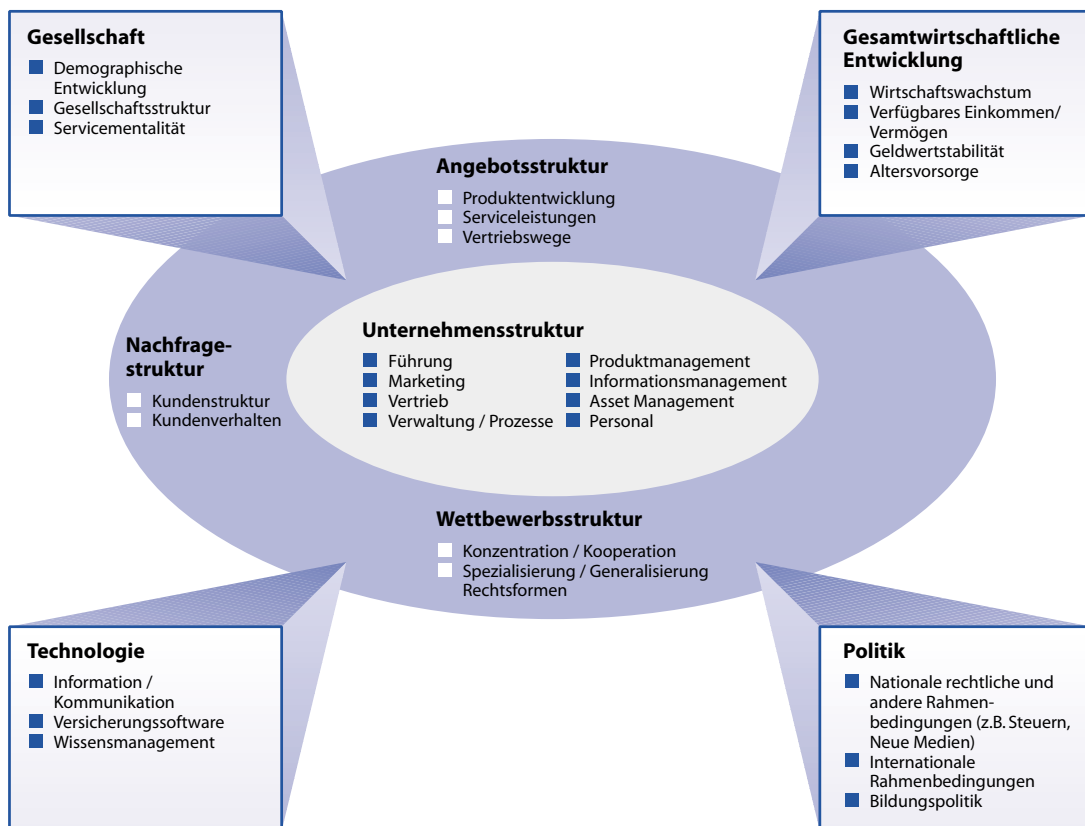 Gesellschaft
Demographische
Entwicklung
Gesellschaftsstruktur
Servicementalität
Gesamtwirtschaftliche
Entwicklung
Wirtschaftswachstum
Verfügbares Einkommen/
Vermögen
Geldwertstabilität
Altersvorsorge
Angebotsstruktur
Produktentwicklung
Serviceleistungen
Vertriebswege
Nachfrage-
struktur
Kundenstruktur
Kundenverhalten
Unternehmensstruktur
Führung
Marketing
Vertrieb
Verwaltung / Prozesse
Produktmanagement
Informationsmanagement
Asset Management
Personal
Wettbewerbsstruktur
Konzentration / Kooperation
Spezialisierung / Generalisierung
Rechtsformen
Technologie
Information /
Kommunikation
Versicherungssoftware
Wissensmanagement
Politik
Nationale rechtliche und
andere Rahmen-
bedingungen (z.B. Steuern,
Neue Medien)
Internationale
Rahmenbedingungen
Bildungspolitik